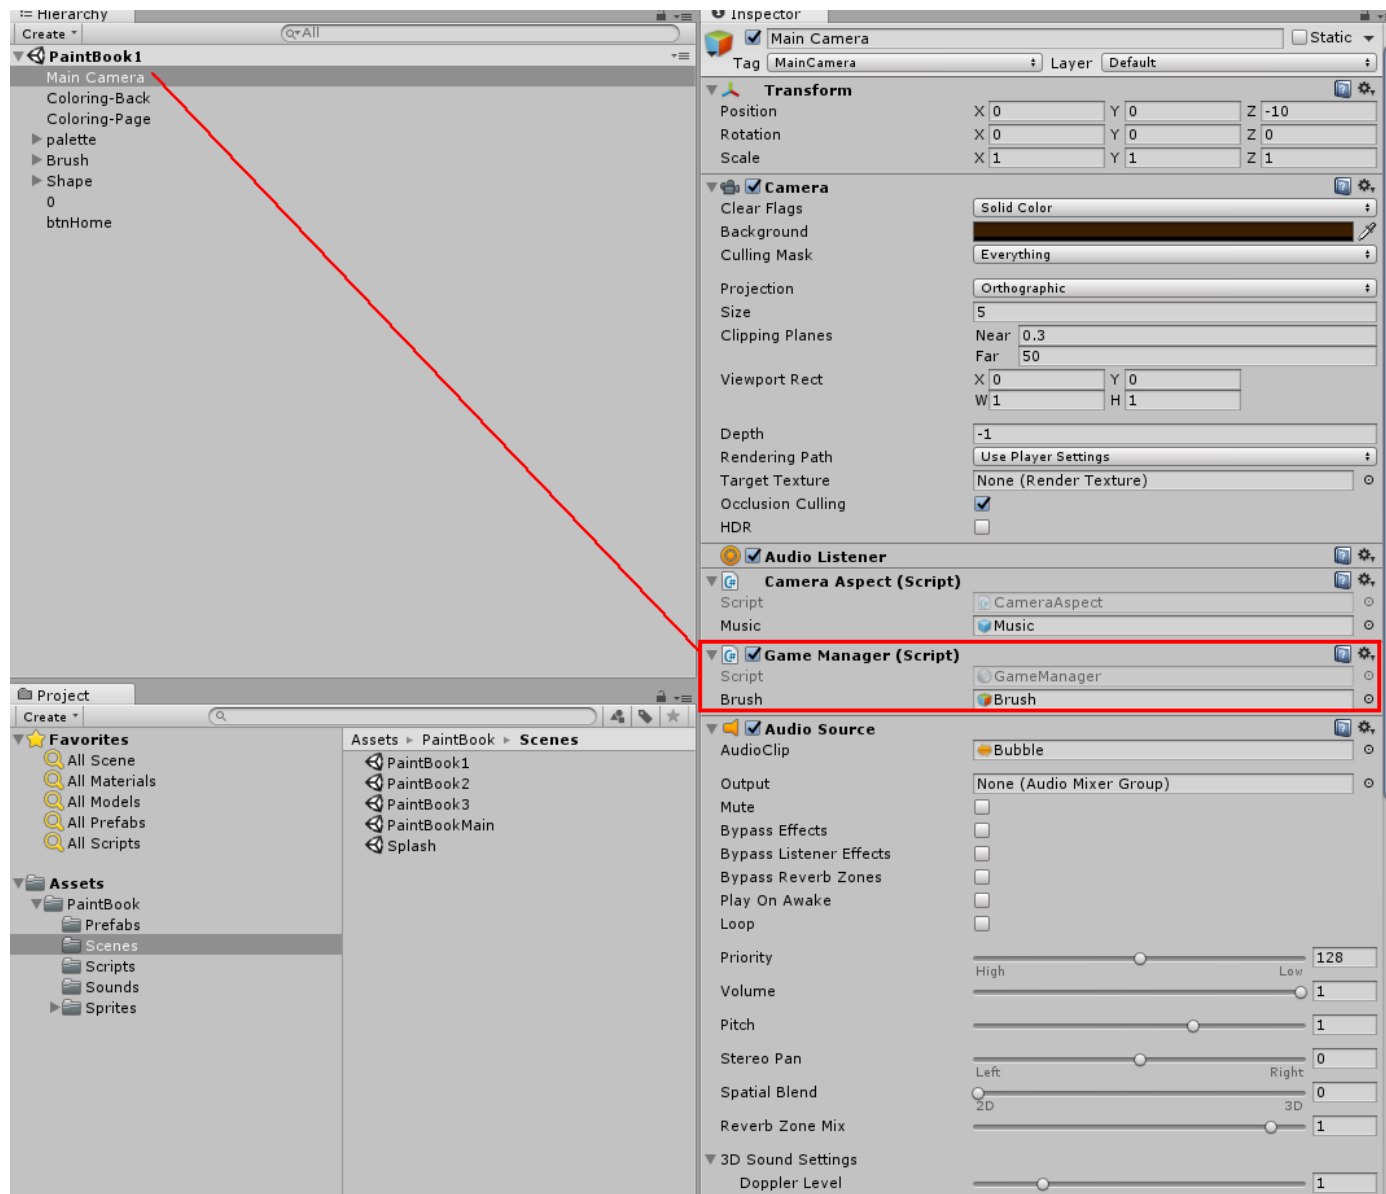 Hierarchy
Create
All
PaintBook1
Main Camera
Coloring-Back
Coloring-Page
palette
Brush
Shape
0
btnHome
Project
Create
Favorites
All Scene
All Materials
All Models
All Prefabs
All Scripts
Assets
PaintBook
Prefabs
Scenes
Scripts
Sounds
Sprites
Assets PaintBook Scenes
PaintBook1
PaintBook2
PaintBook3
PaintBookMain
Splash
Inspector
Main Camera Static
Tag MainCamera Layer Default
Transform
Position X 0 Y 0 Z -10
Rotation X 0 Y 0 Z 0
Scale X 1 Y 1 Z 1
Camera
Clear Flags Solid Color
Background
Culling Mask Everything
Projection Orthographic
Size 5
Clipping Planes Near 0.3
Far 50
Viewport Rect X 0 Y 0
W 1 H 1
Depth -1
Rendering Path Use Player Settings
Target Texture None (Render Texture)
Occlusion Culling
HDR
Audio Listener
Camera Aspect (Script)
Script CameraAspect
Music Music
Game Manager (Script)
Script GameManager
Brush Brush
Audio Source
AudioClip Bubble
Output None (Audio Mixer Group)
Mute
Bypass Effects
Bypass Listener Effects
Bypass Reverb Zones
Play On Awake
Loop
Priority 128
High Low
Volume 1
Pitch 1
Stereo Pan 0
Left Right
Spatial Blend 0
2D 3D
Reverb Zone Mix 1
3D Sound Settings
Doppler Level 1